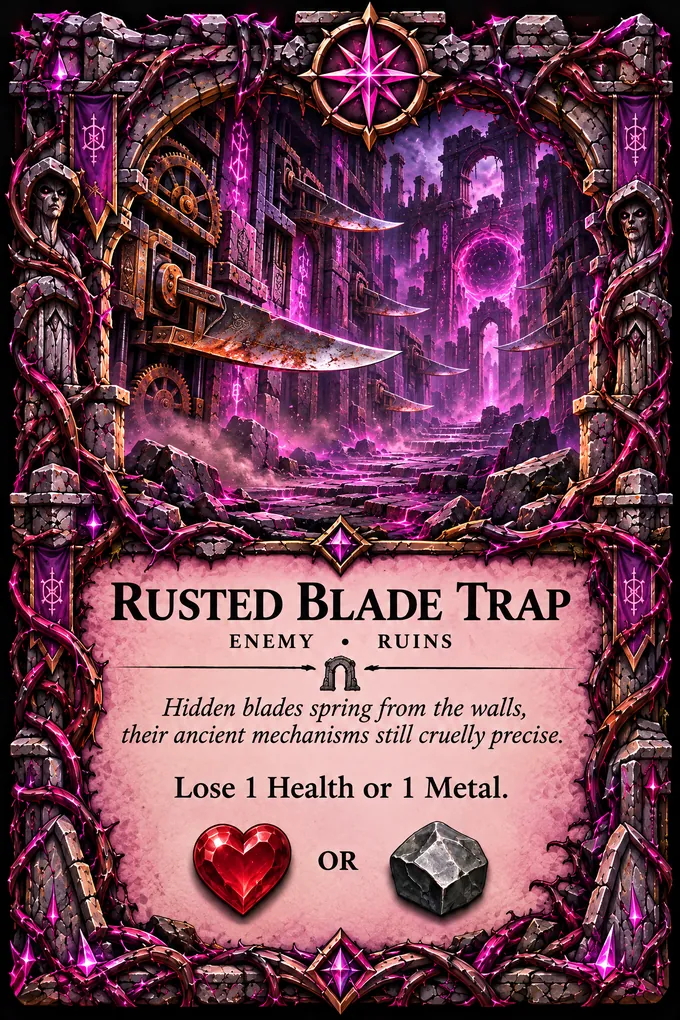 Rusted Blade Trap
ENEMY • RUINS
Hidden blades spring from the walls,
their ancient mechanisms still cruelly precise.
Lose 1 Health or 1 Metal.
OR